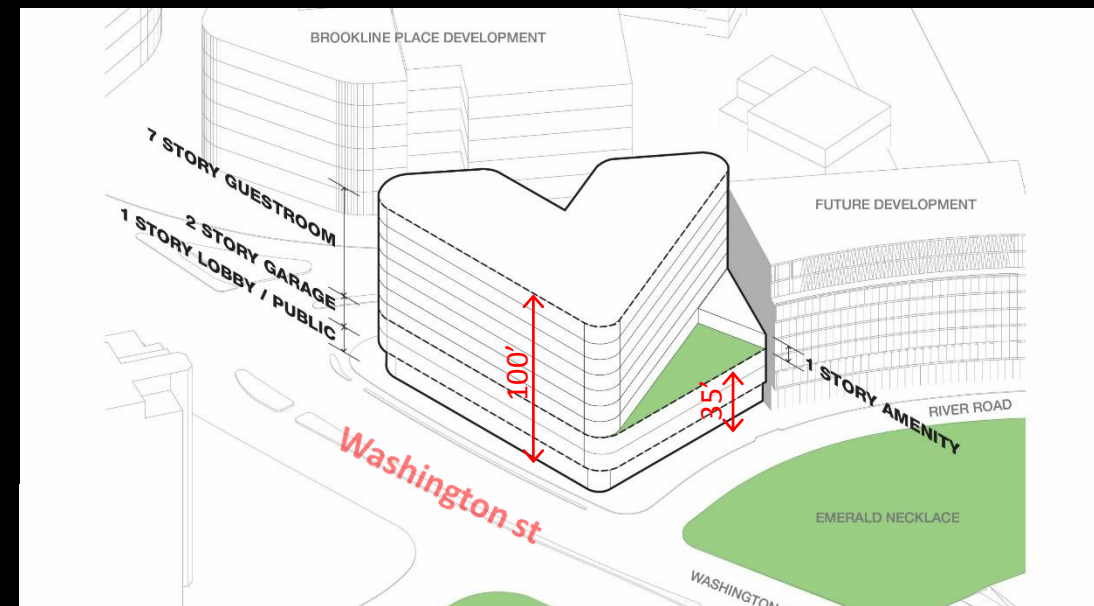 BROOKLINE PLACE DEVELOPMENT
7 STORY GUESTROOM
2 STORY GARAGE
1 STORY LOBBY / PUBLIC
FUTURE DEVELOPMENT
100'
35'
1 STORY AMENITY
RIVER ROAD
Washington st
EMERALD NECKLACE
WASHINGTON